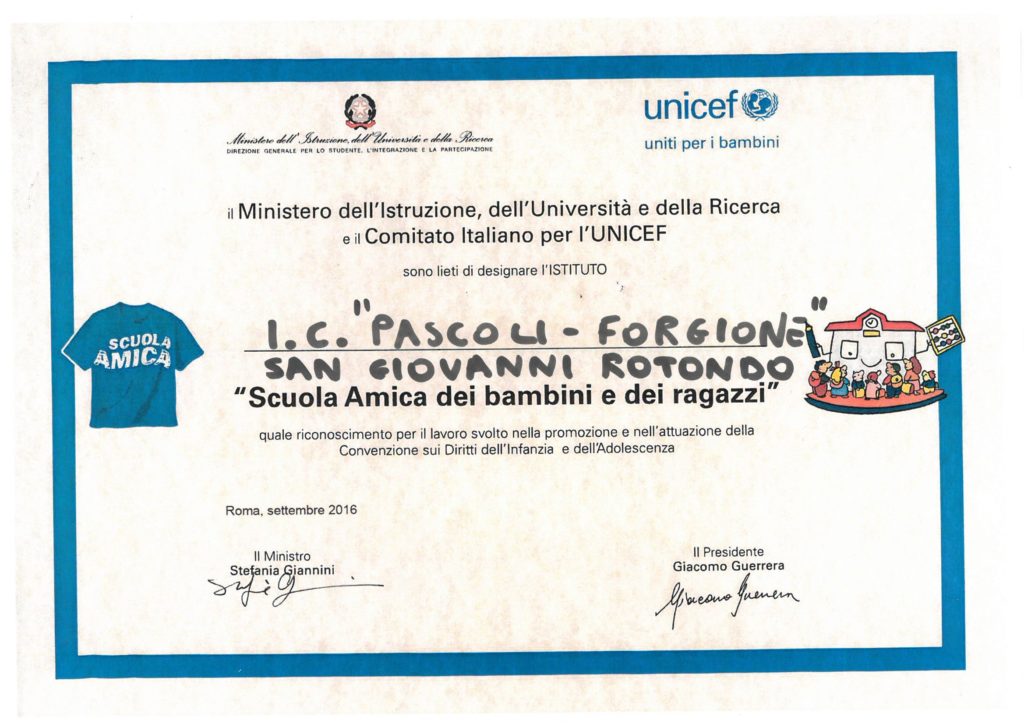 Ministero dell'Istruzione, dell'Università e della Ricerca
DIREZIONE GENERALE PER LO STUDENTE, L'INTEGRAZIONE E LA PARTECIPAZIONE
unicef
uniti per i bambini
il Ministero dell'Istruzione, dell'Università e della Ricerca
e il Comitato Italiano per l'UNICEF
sono lieti di designare l'ISTITUTO
I.C. "PASCOLI - FORGIONE"
SAN GIOVANNI ROTONDO
SCUOLA
AMICA
"Scuola Amica dei bambini e dei ragazzi"
quale riconoscimento per il lavoro svolto nella promozione e nell'attuazione della
Convenzione sui Diritti dell'Infanzia e dell'Adolescenza
Roma, settembre 2016
Il Ministro
Stefania Giannini
Il Presidente
Giacomo Guerrera
Giacomo Guerrera